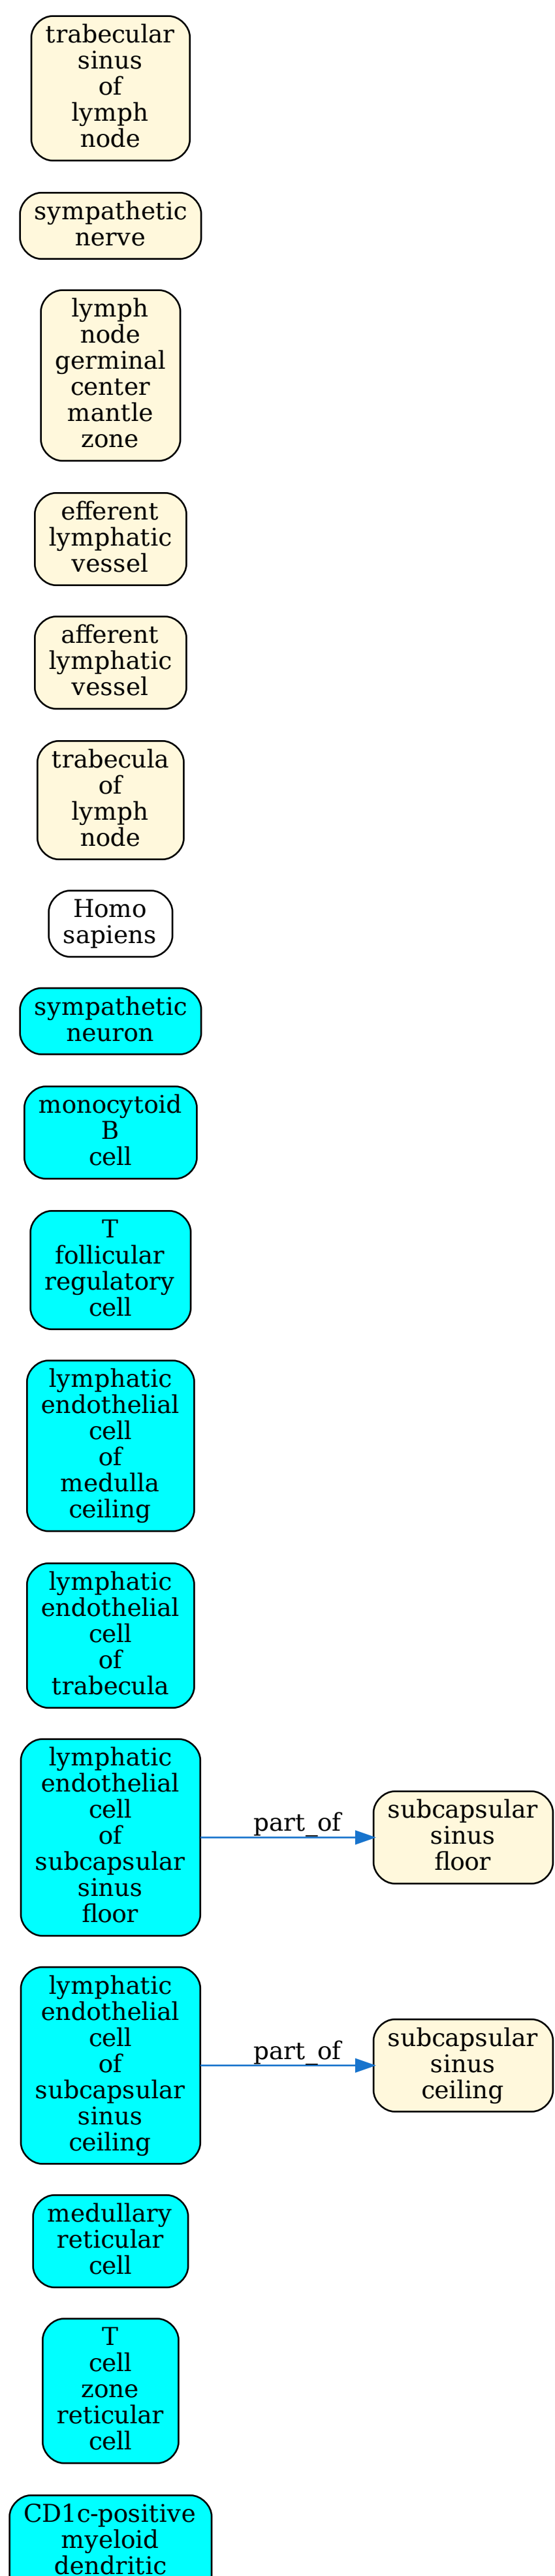 trabecular
sinus
of
lymph
node
sympathetic
nerve
lymph
node
germinal
center
mantle
zone
efferent
lymphatic
vessel
afferent
lymphatic
vessel
trabecula
of
lymph
node
Homo
sapiens
sympathetic
neuron
monocytoid
B
cell
T
follicular
regulatory
cell
lymphatic
endothelial
cell
of
medulla
ceiling
lymphatic
endothelial
cell
of
trabecula
lymphatic
endothelial
cell
of
subcapsular
sinus
floor
part_of
subcapsular
sinus
floor
lymphatic
endothelial
cell
of
subcapsular
sinus
ceiling
part_of
subcapsular
sinus
ceiling
medullary
reticular
cell
T
cell
zone
reticular
cell
CD1c-positive
myeloid
dendritic